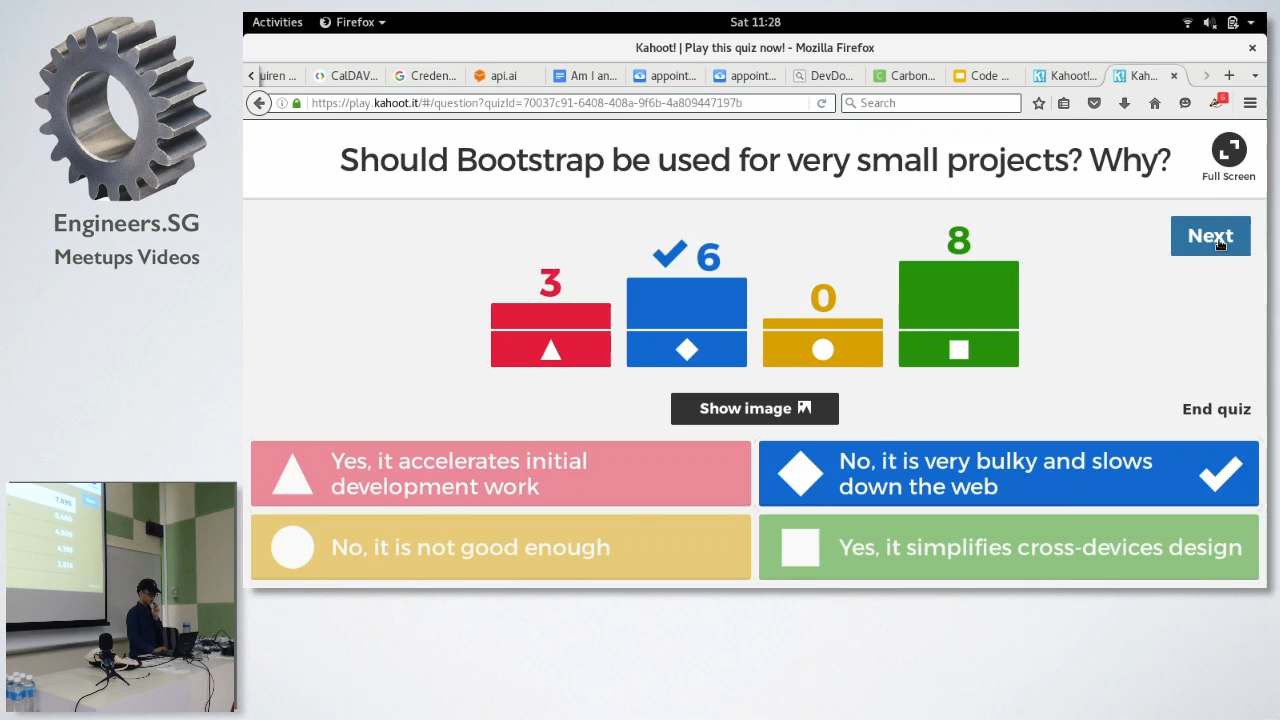 Activities
Firefox
Sat 11:28
Kahoot! | Play this quiz now! - Mozilla Firefox
uiren ...
CalDAV...
Creden...
api.ai
Am I an...
appoint...
appoint...
DevDo...
Carbon...
Code ...
Kahoot!...
Kah...
https://play.kahoot.it/#/question?quizId=70037c91-6408-408a-9f6b-4a809447197b
Search
6
Should Bootstrap be used for very small projects? Why?
Full Screen
Engineers.SG
Meetups Videos
Next
3
6
0
8
Show image
End quiz
Yes, it accelerates initial
development work
No, it is very bulky and slows
down the web
No, it is not good enough
Yes, it simplifies cross-devices design